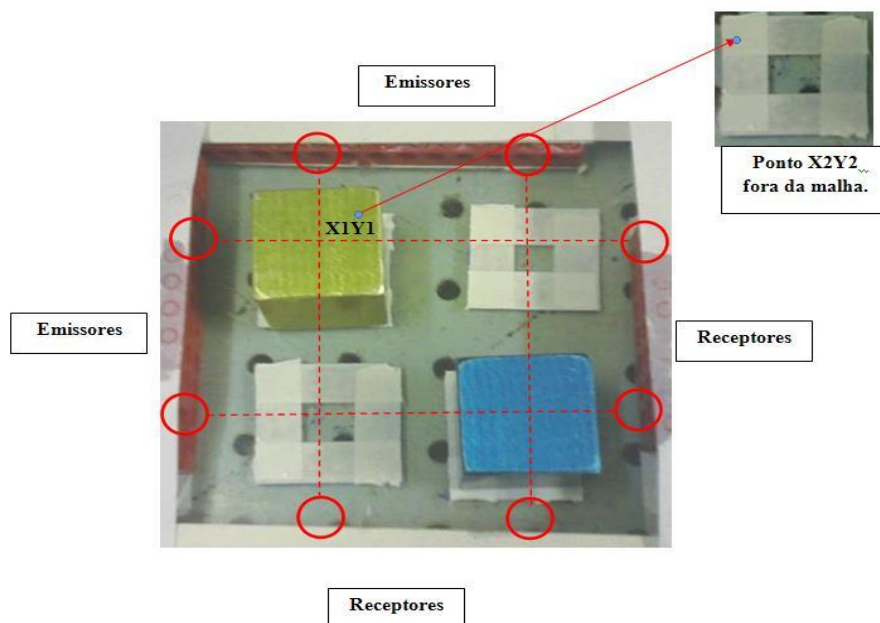 Emissores
Ponto X2Y2
fora da malha.
X1Y1
Emissores
Receptores
Receptores